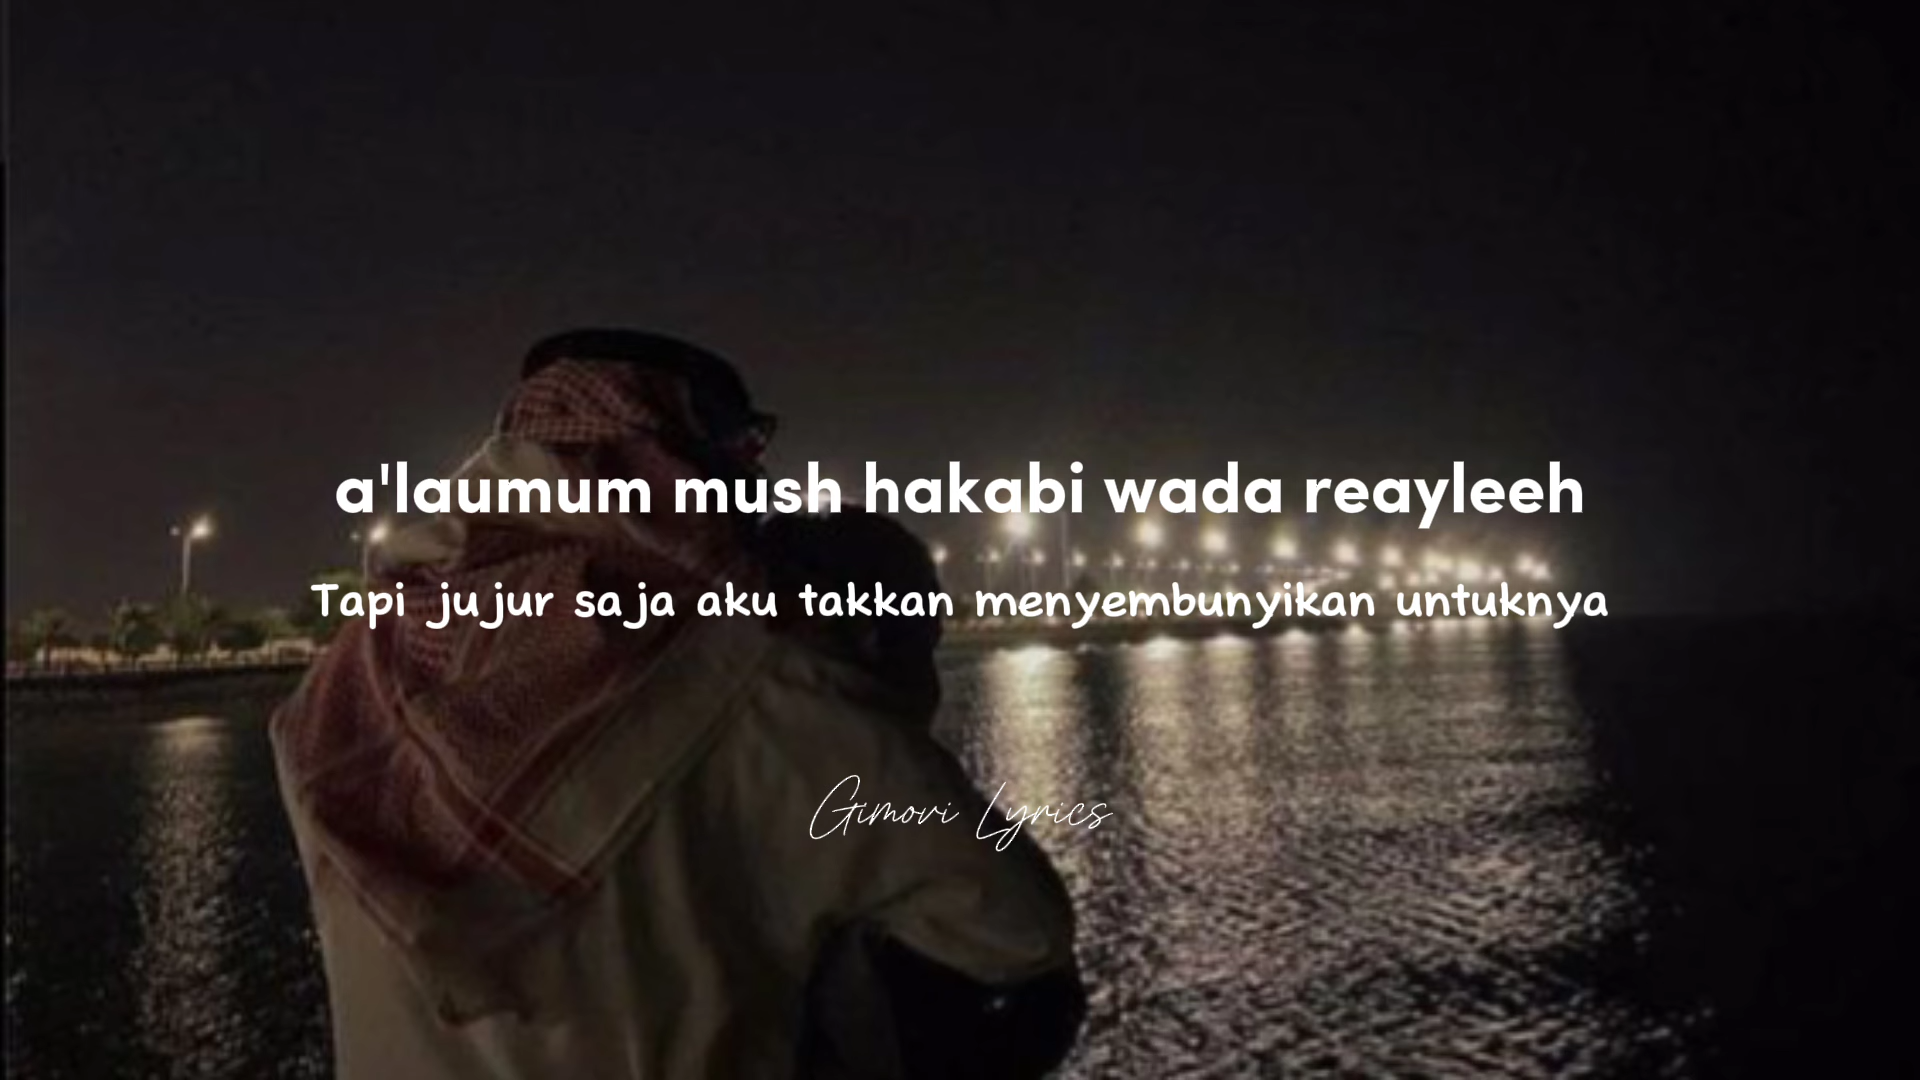 a'laumum mush hakabi wada reayleeh
Tapi jujur saja aku takkan menyembunyikan untuknya
Gimovi Lyrics